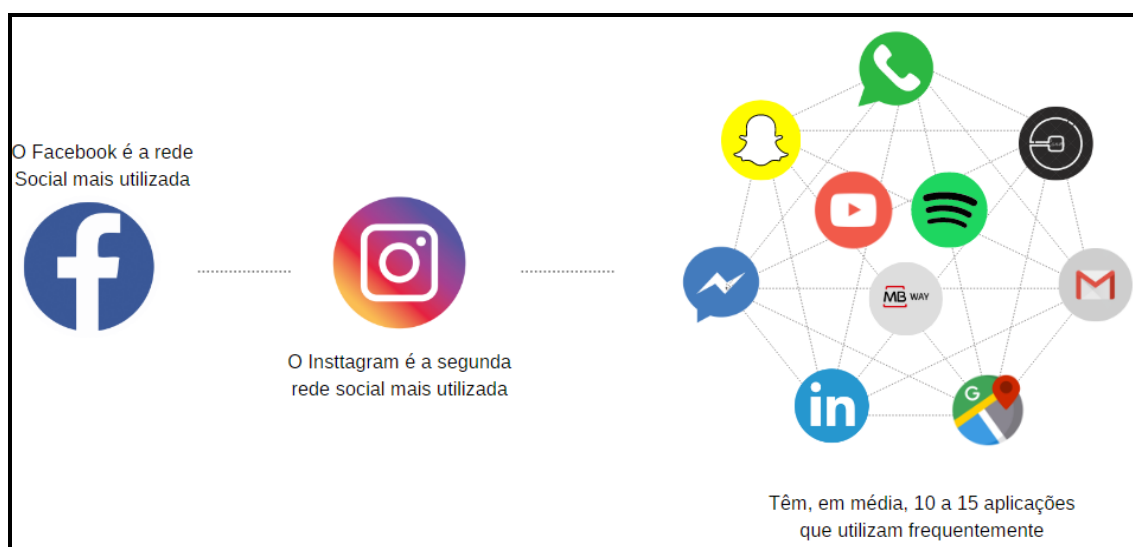 O Facebook é a rede
Social mais utilizada
O Insttagram é a segunda
rede social mais utilizada
MB WAY
G
in
Têm, em média, 10 a 15 aplicações
que utilizam frequentemente